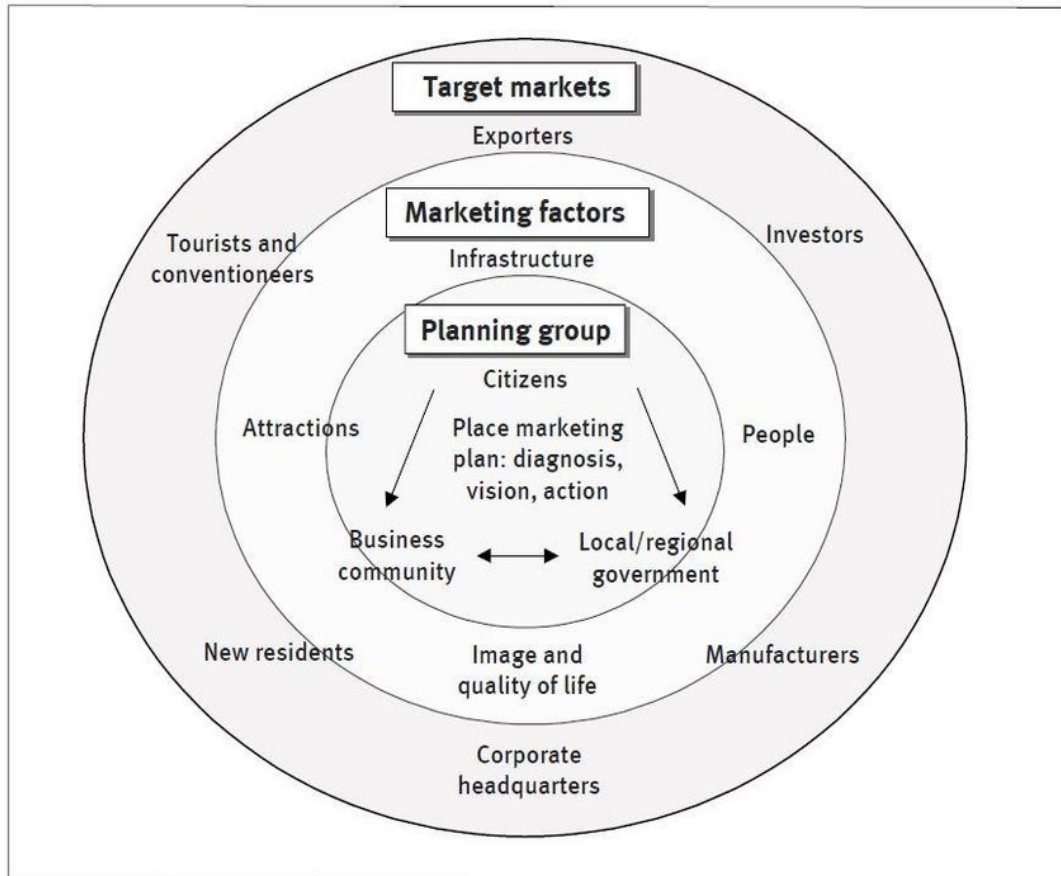 Target markets
Exporters
Marketing factors
Investors
Tourists and
conventioneers
Infrastructure
Planning group
Citizens
Attractions
Place marketing
plan: diagnosis,
vision, action
People
Business
community
Local/regional
government
New residents
Image and
quality of life
Manufacturers
Corporate
headquarters